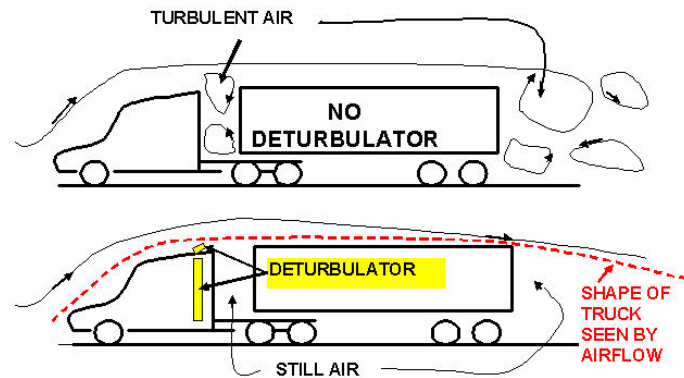 TURBULENT AIR
NO
DETURBULATOR
DETURBULATOR
SHAPE OF
TRUCK
SEEN BY
AIRFLOW
STILL AIR